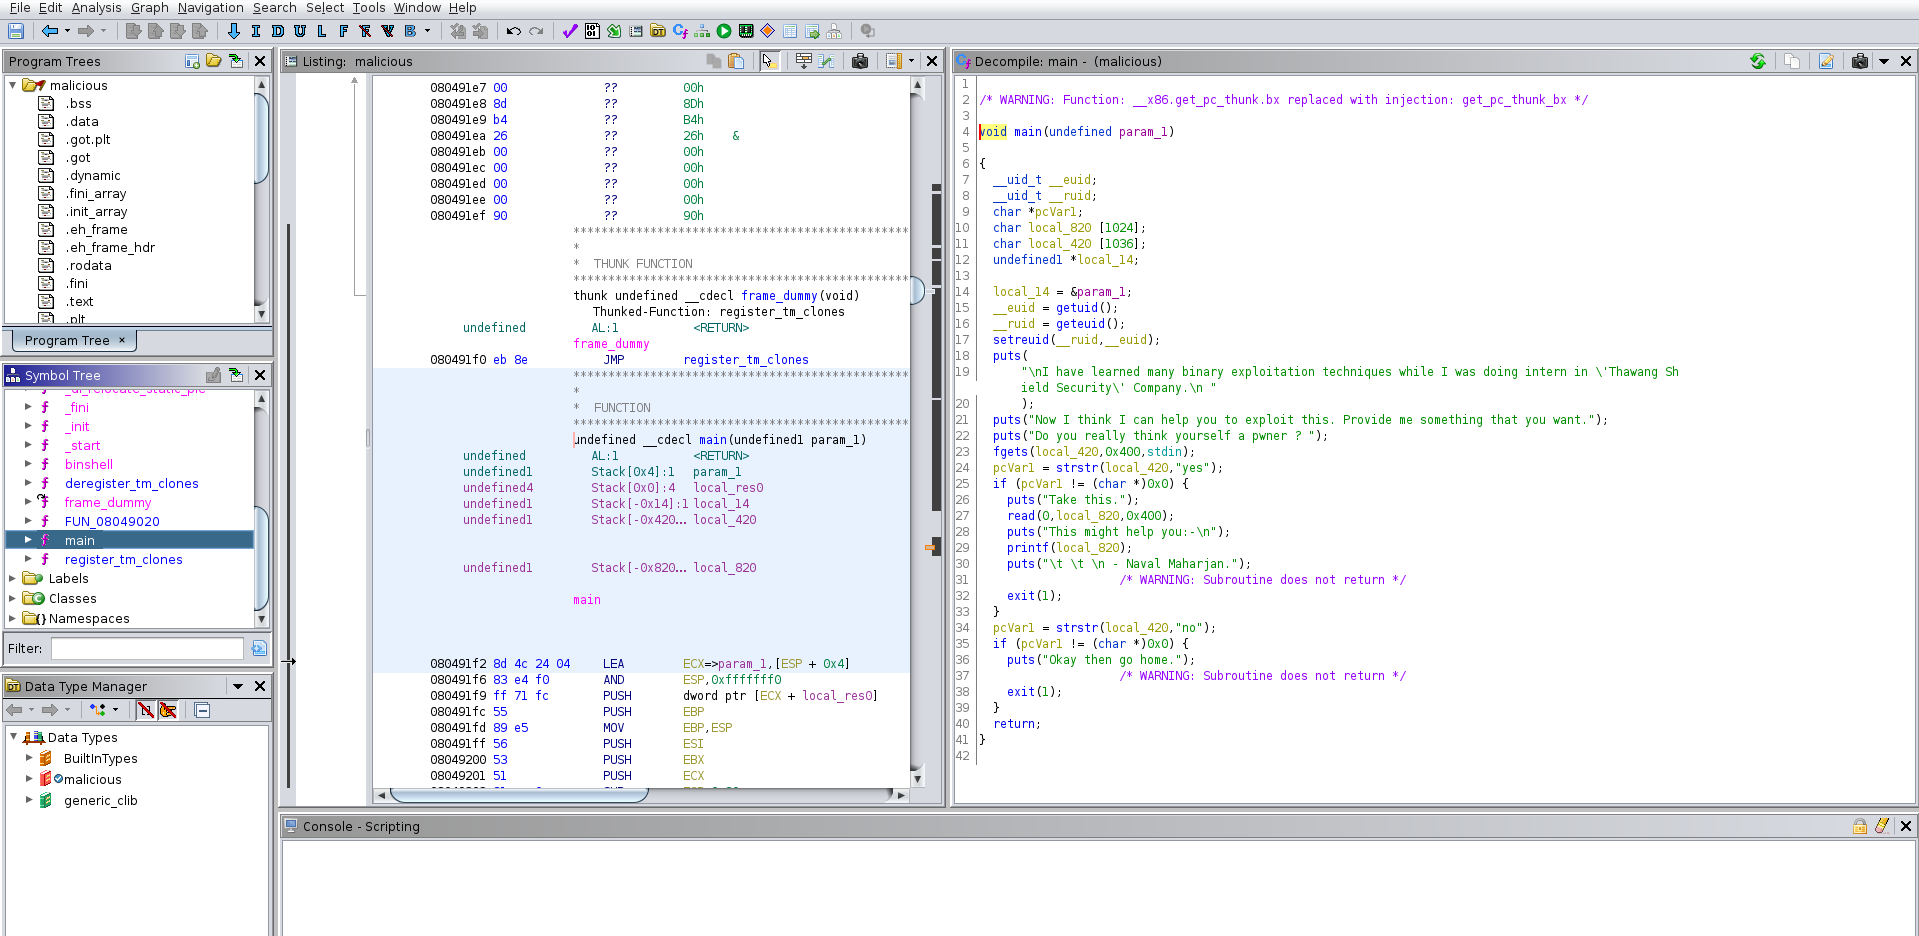 File Edit Analysis Graph Navigation Search Select Tools Window Help
I D U L F B
Program Trees
malicious
.bss
.data
.got.plt
.got
.dynamic
.fini_array
.init_array
.eh_frame
.eh_frame_hdr
.rodata
.fini
.text
.plt
Program Tree ×
Symbol Tree
_fini
_init
_start
binshell
deregister_tm_clones
frame_dummy
FUN_08049020
main
register_tm_clones
Labels
Classes
Namespaces
Filter:
Data Type Manager
Data Types
BuiltInTypes
malicious
generic_clib
Listing: malicious
080491e7 00 ?? 00h
080491e8 8d ?? 8Dh
080491e9 b4 ?? B4h
080491ea 26 ?? 26h &
080491eb 00 ?? 00h
080491ec 00 ?? 00h
080491ed 00 ?? 00h
080491ee 00 ?? 00h
080491ef 90 ?? 90h
************************************************
*
* THUNK FUNCTION
************************************************
thunk undefined __cdecl frame_dummy(void)
Thunked-Function: register_tm_clones
undefined AL:1 <RETURN>
frame_dummy
080491f0 eb 8e JMP register_tm_clones
************************************************
*
* FUNCTION
************************************************
undefined __cdecl main(undefined1 param_1)
undefined AL:1 <RETURN>
undefined1 Stack[0x4]:1 param_1
undefined4 Stack[0x0]:4 local_res0
undefined1 Stack[-0x14]:1 local_14
undefined1 Stack[-0x420... local_420
undefined1 Stack[-0x820... local_820
main
080491f2 8d 4c 24 04 LEA ECX=>param_1,[ESP + 0x4]
080491f6 83 e4 f0 AND ESP,0xfffffff0
080491f9 ff 71 fc PUSH dword ptr [ECX + local_res0]
080491fc 55 PUSH EBP
080491fd 89 e5 MOV EBP,ESP
080491ff 56 PUSH ESI
08049200 53 PUSH EBX
08049201 51 PUSH ECX
Decompile: main - (malicious)
1
2 /* WARNING: Function: __x86.get_pc_thunk.bx replaced with injection: get_pc_thunk_bx */
3
4 void main(undefined param_1)
5
6 {
7 __uid_t __euid;
8 __uid_t __ruid;
9 char *pcVar1;
10 char local_820 [1024];
11 char local_420 [1036];
12 undefined1 *local_14;
13
14 local_14 = &param_1;
15 __euid = getuid();
16 __ruid = geteuid();
17 setreuid(__ruid,__euid);
18 puts(
19 "\nI have learned many binary exploitation techniques while I was doing intern in \'Thawang Sh
ield Security\' Company.\n "
20 );
21 puts("Now I think I can help you to exploit this. Provide me something that you want.");
22 puts("Do you really think yourself a pwner ? ");
23 fgets(local_420,0x400,stdin);
24 pcVar1 = strstr(local_420,"yes");
25 if (pcVar1 != (char *)0x0) {
26 puts("Take this.");
27 read(0,local_820,0x400);
28 puts("This might help you:-\n");
29 printf(local_820);
30 puts("\t \t \n - Naval Maharjan.");
31 /* WARNING: Subroutine does not return */
32 exit(1);
33 }
34 pcVar1 = strstr(local_420,"no");
35 if (pcVar1 != (char *)0x0) {
36 puts("Okay then go home.");
37 /* WARNING: Subroutine does not return */
38 exit(1);
39 }
40 return;
41 }
42
Console - Scripting